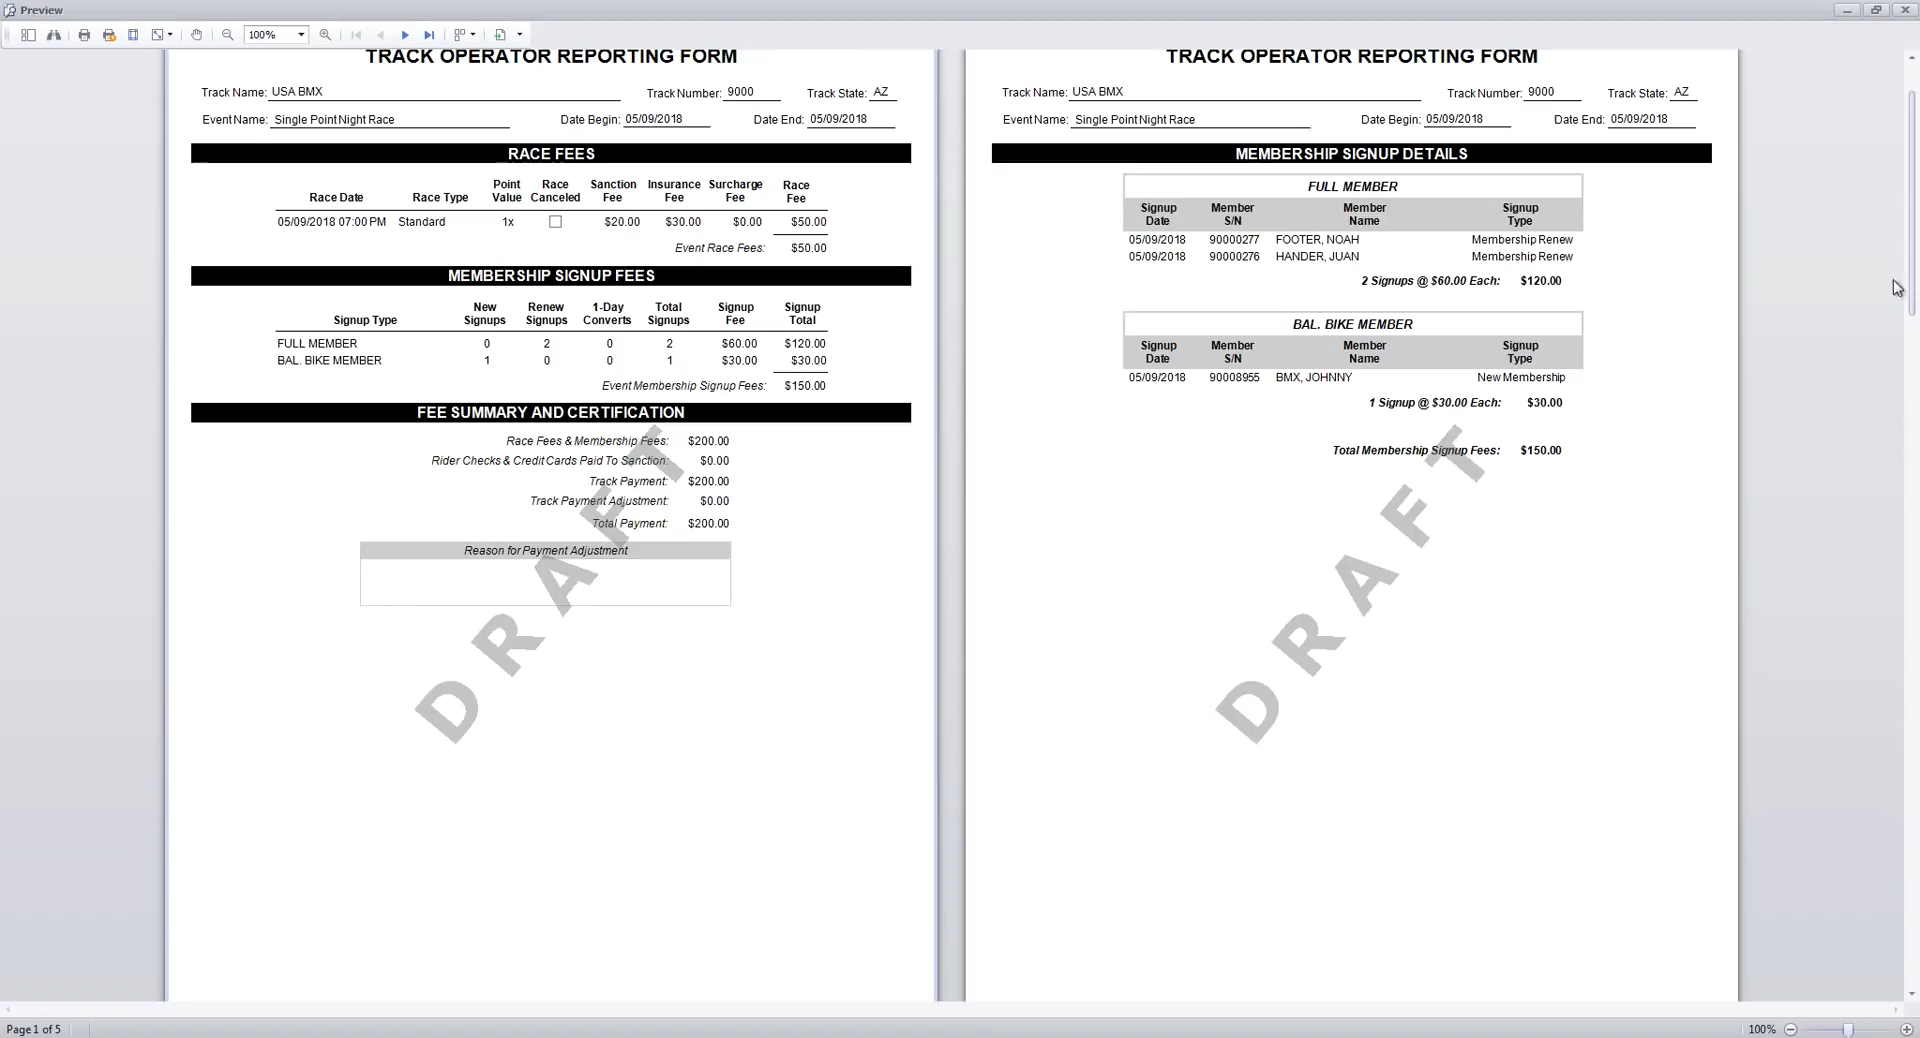 Preview
100%
TRACK OPERATOR REPORTING FORM
Track Name: USA BMX Track Number: 9000 Track State: AZ
Event Name: Single Point Night Race Date Begin: 05/09/2018 Date End: 05/09/2018
RACE FEES
Race Date Race Type Point Value Race Canceled Sanction Fee Insurance Fee Surcharge Fee Race Fee
05/09/2018 07:00 PM Standard 1x $20.00 $30.00 $0.00 $50.00
Event Race Fees: $50.00
MEMBERSHIP SIGNUP FEES
Signup Type New Signups Renew Signups 1-Day Converts Total Signups Signup Fee Signup Total
FULL MEMBER 0 2 0 2 $60.00 $120.00
BAL. BIKE MEMBER 1 0 0 1 $30.00 $30.00
Event Membership Signup Fees: $150.00
FEE SUMMARY AND CERTIFICATION
Race Fees & Membership Fees: $200.00
Rider Checks & Credit Cards Paid To Sanction: $0.00
Track Payment: $200.00
Track Payment Adjustment: $0.00
Total Payment: $200.00
Reason for Payment Adjustment
DRAFT
TRACK OPERATOR REPORTING FORM
Track Name: USA BMX Track Number: 9000 Track State: AZ
Event Name: Single Point Night Race Date Begin: 05/09/2018 Date End: 05/09/2018
MEMBERSHIP SIGNUP DETAILS
FULL MEMBER
Signup Date Member S/N Member Name Signup Type
05/09/2018 90000277 FOOTER, NOAH Membership Renew
05/09/2018 90000276 HANDER, JUAN Membership Renew
2 Signups @ $60.00 Each: $120.00
BAL. BIKE MEMBER
Signup Date Member S/N Member Name Signup Type
05/09/2018 90008955 BMX, JOHNNY New Membership
1 Signup @ $30.00 Each: $30.00
Total Membership Signup Fees: $150.00
DRAFT
Page 1 of 5
100%